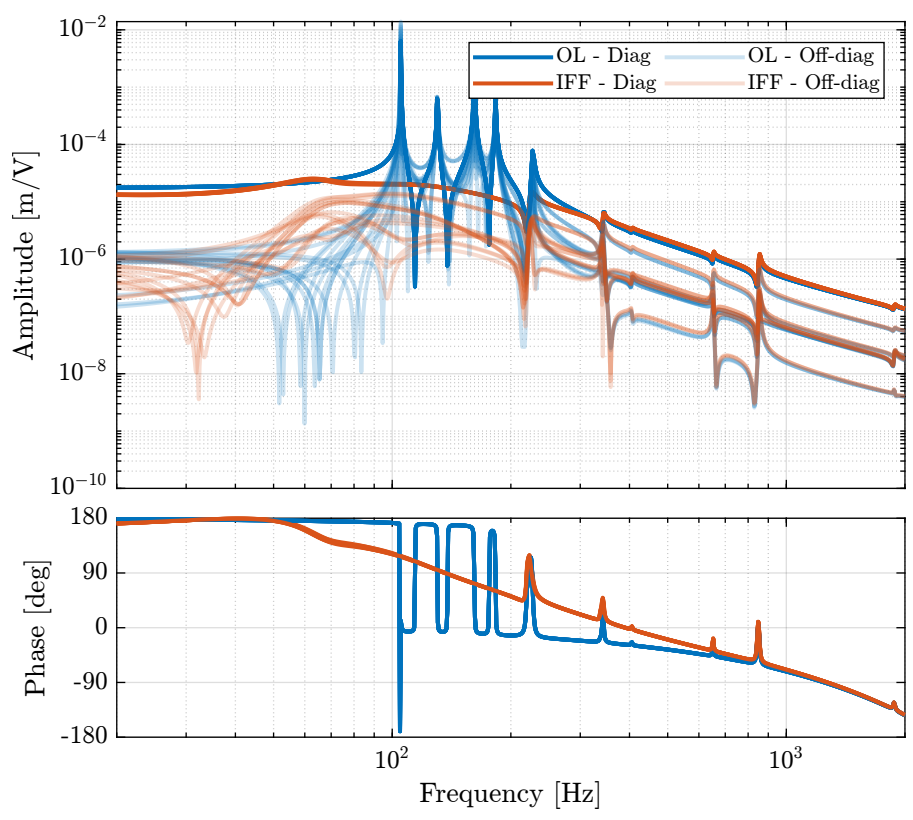 10^-2
OL - Diag OL - Off-diag
IFF - Diag IFF - Off-diag
10^-4
10^-6
10^-8
10^-10
Amplitude [m/V]
180
90
0
-90
-180
Phase [deg]
10^2 10^3
Frequency [Hz]